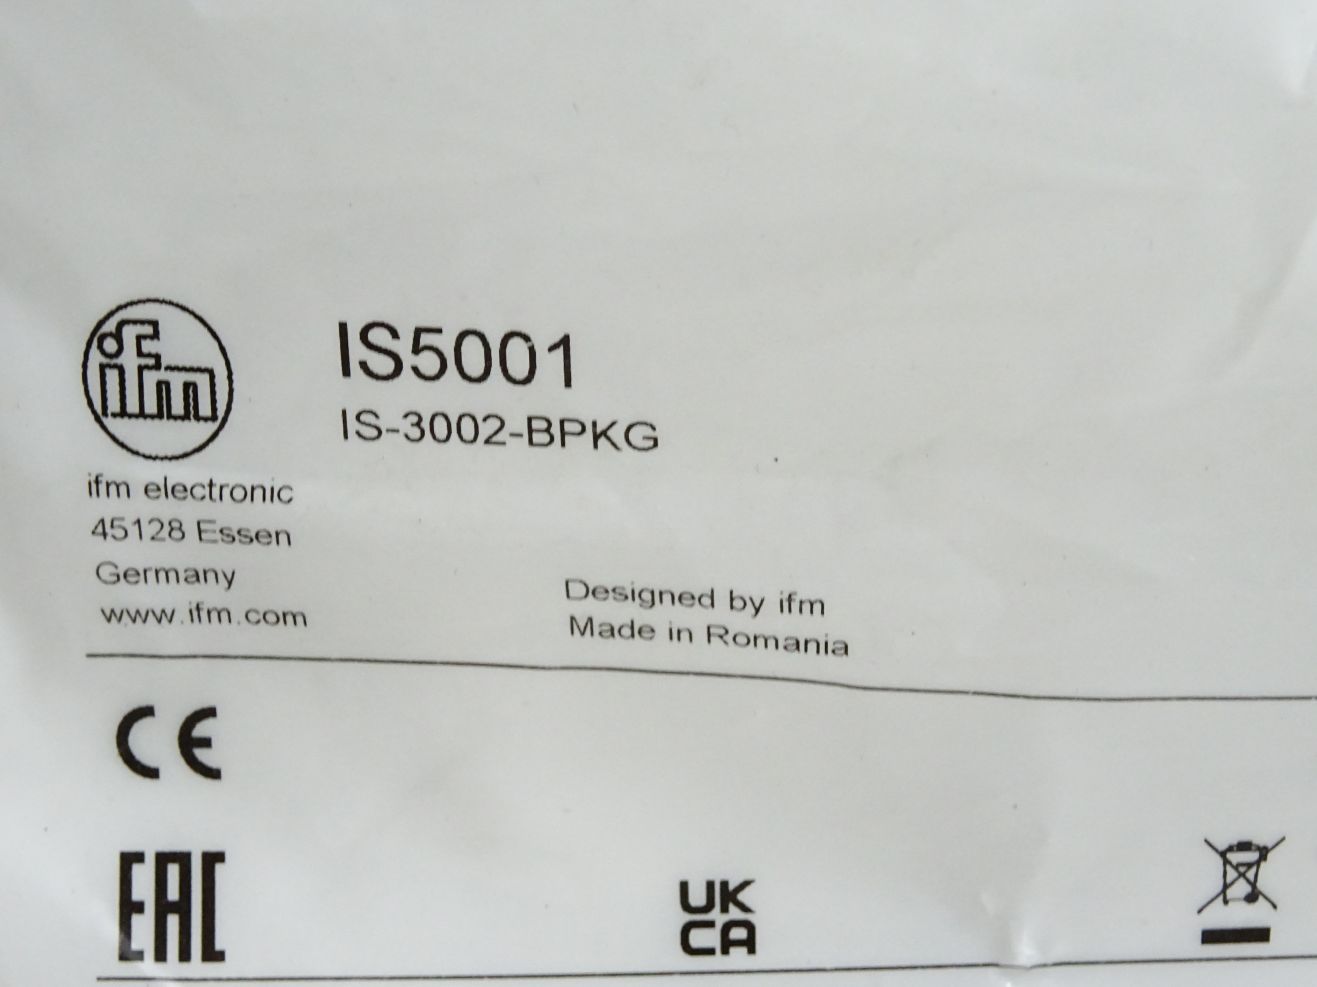 ifm
IS5001
IS-3002-BPKG
ifm electronic
45128 Essen
Germany
www.ifm.com
Designed by ifm
Made in Romania
CE
EAC
UK
CA